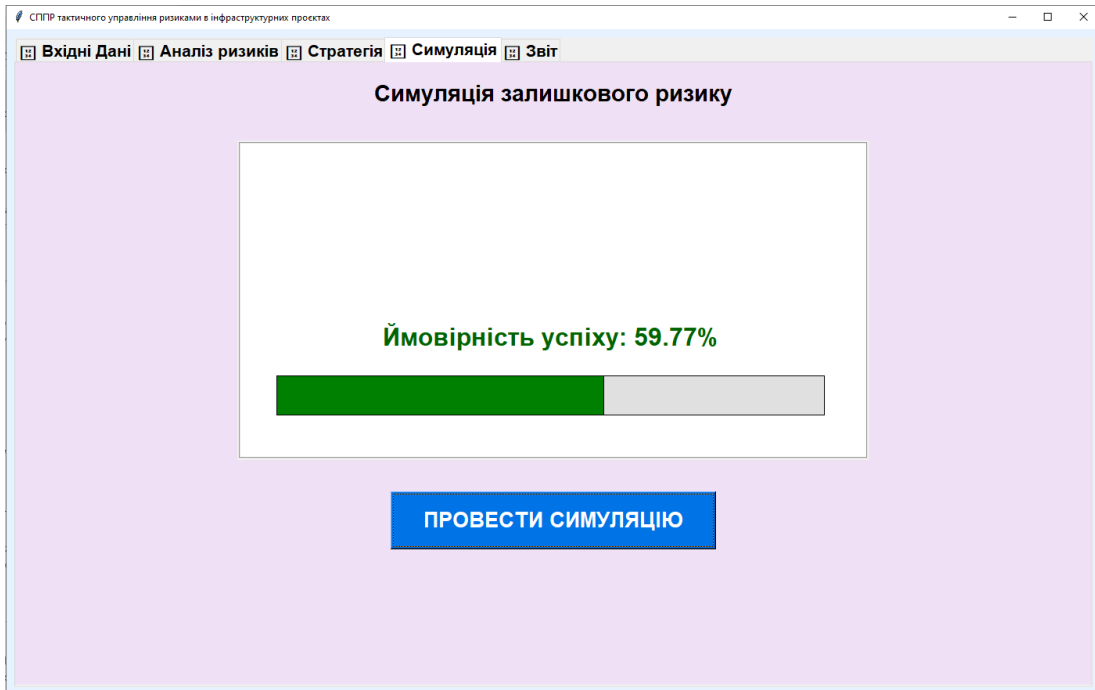 СППР тактичного управління ризиками в інфраструктурних проєктах
Вхідні Дані Аналіз ризиків Стратегія Симуляція Звіт
Симуляція залишкового ризику
Ймовірність успіху: 59.77%
ПРОВЕСТИ СИМУЛЯЦІЮ